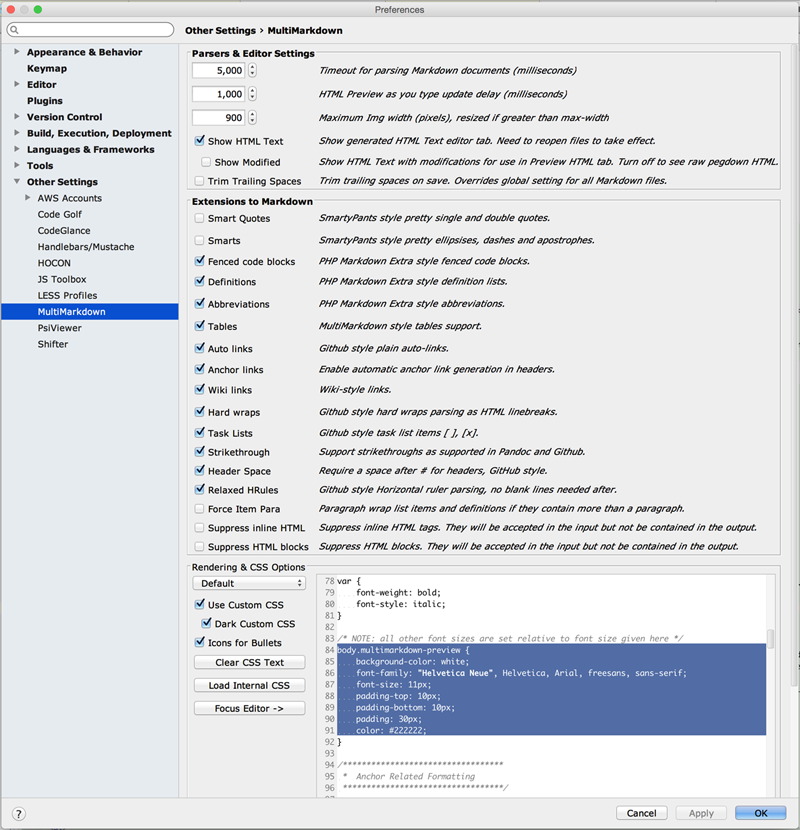 Preferences
Other Settings › MultiMarkdown
Appearance & Behavior
Keymap
Editor
Plugins
Version Control
Build, Execution, Deployment
Languages & Frameworks
Tools
Other Settings
AWS Accounts
Code Golf
CodeGlance
Handlebars/Mustache
HOCON
JS Toolbox
LESS Profiles
MultiMarkdown
PsiViewer
Shifter
Parsers & Editor Settings
5,000 Timeout for parsing Markdown documents (milliseconds)
1,000 HTML Preview as you type update delay (milliseconds)
900 Maximum Img width (pixels), resized if greater than max-width
Show HTML Text Show generated HTML Text editor tab. Need to reopen files to take effect.
Show Modified Show HTML Text with modifications for use in Preview HTML tab. Turn off to see raw pegdown HTML.
Trim Trailing Spaces Trim trailing spaces on save. Overrides global setting for all Markdown files.
Extensions to Markdown
Smart Quotes SmartyPants style pretty single and double quotes.
Smarts SmartyPants style pretty ellipsises, dashes and apostrophes.
Fenced code blocks PHP Markdown Extra style fenced code blocks.
Definitions PHP Markdown Extra style definition lists.
Abbreviations PHP Markdown Extra style abbreviations.
Tables MultiMarkdown style tables support.
Auto links Github style plain auto-links.
Anchor links Enable automatic anchor link generation in headers.
Wiki links Wiki-style links.
Hard wraps Github style hard wraps parsing as HTML linebreaks.
Task Lists Github style task list items [ ], [x].
Strikethrough Support strikethroughs as supported in Pandoc and Github.
Header Space Require a space after # for headers, GitHub style.
Relaxed HRules Github style Horizontal ruler parsing, no blank lines needed after.
Force Item Para Paragraph wrap list items and definitions if they contain more than a paragraph.
Suppress inline HTML Suppress inline HTML tags. They will be accepted in the input but not be contained in the output.
Suppress HTML blocks Suppress HTML blocks. They will be accepted in the input but not be contained in the output.
Rendering & CSS Options
Default
Use Custom CSS
Dark Custom CSS
Icons for Bullets
Clear CSS Text
Load Internal CSS
Focus Editor ->
78 var {
79 font-weight: bold;
80 font-style: italic;
81 }
82
83 /* NOTE: all other font sizes are set relative to font size given here */
84 body.multimarkdown-preview {
85 background-color: white;
86 font-family: "Helvetica Neue", Helvetica, Arial, freesans, sans-serif;
87 font-size: 11px;
88 padding-top: 10px;
89 padding-bottom: 10px;
90 padding: 30px;
91 color: #222222;
92 }
93
94 /**********************************
95 * Anchor Related Formatting
96 **********************************/
?
Cancel
Apply
OK